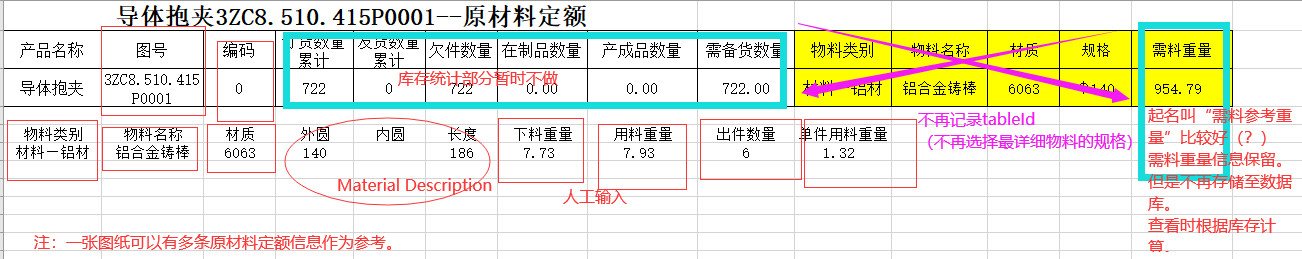 导体抱夹3ZC8.510.415P0001--原材料定额
产品名称 图号 编码 订货数量累计 发货数量累计 欠件数量 在制品数量 产成品数量 需备货数量 物料类别 物料名称 材质 规格 需料重量
导体抱夹 3ZC8.510.415P0001 0 722 0 722 0.00 0.00 722.00 材料—铝材 铝合金铸棒 6063 Φ140 954.79
库存统计部分暂时不做
物料类别 物料名称 材质 外圆 内圆 长度 下料重量 用料重量 出件数量 单件用料重量
材料—铝材 铝合金铸棒 6063 140 186 7.73 7.93 6 1.32
Material Description
人工输入
不再记录tableId
（不再选择最详细物料的规格）
起名叫“需料参考重
量”比较好（？）
需料重量信息保留。
但是不再存储至数据
库。
查看时根据库存计
算。
注：一张图纸可以有多条原材料定额信息作为参考。